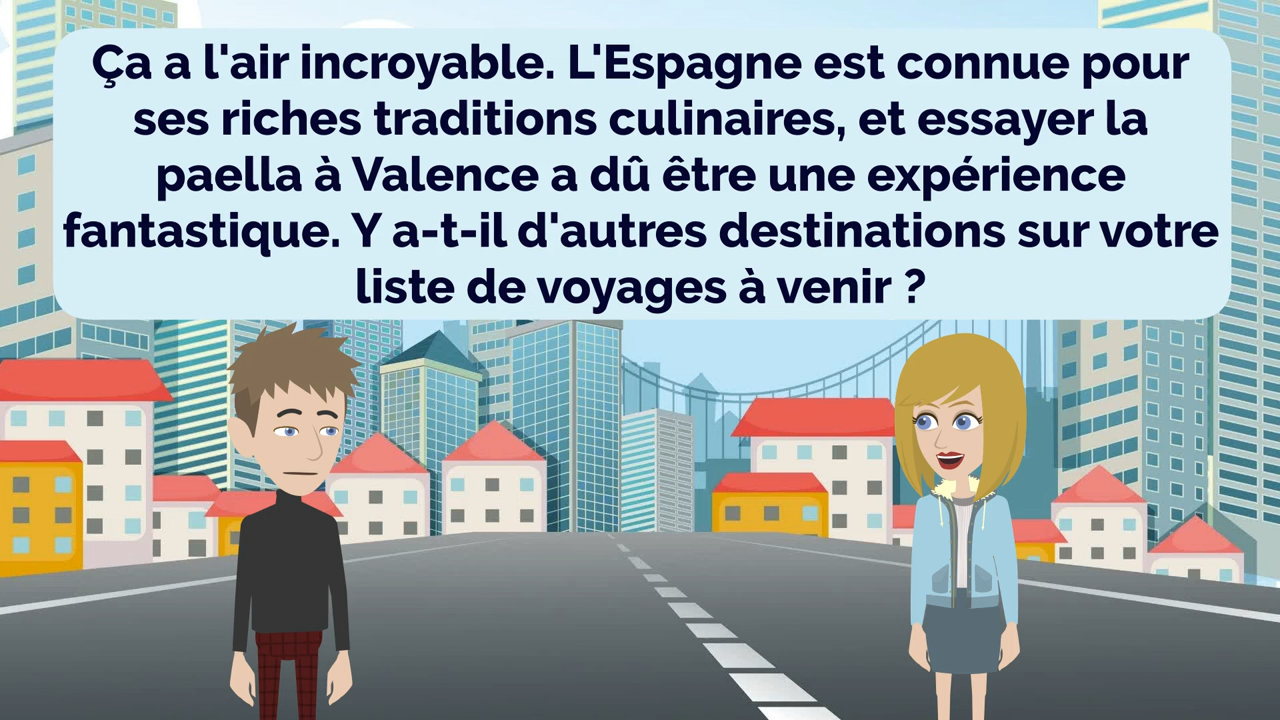 Ça a l'air incroyable. L'Espagne est connue pour
ses riches traditions culinaires, et essayer la
paella à Valence a dû être une expérience
fantastique. Y a-t-il d'autres destinations sur votre
liste de voyages à venir ?